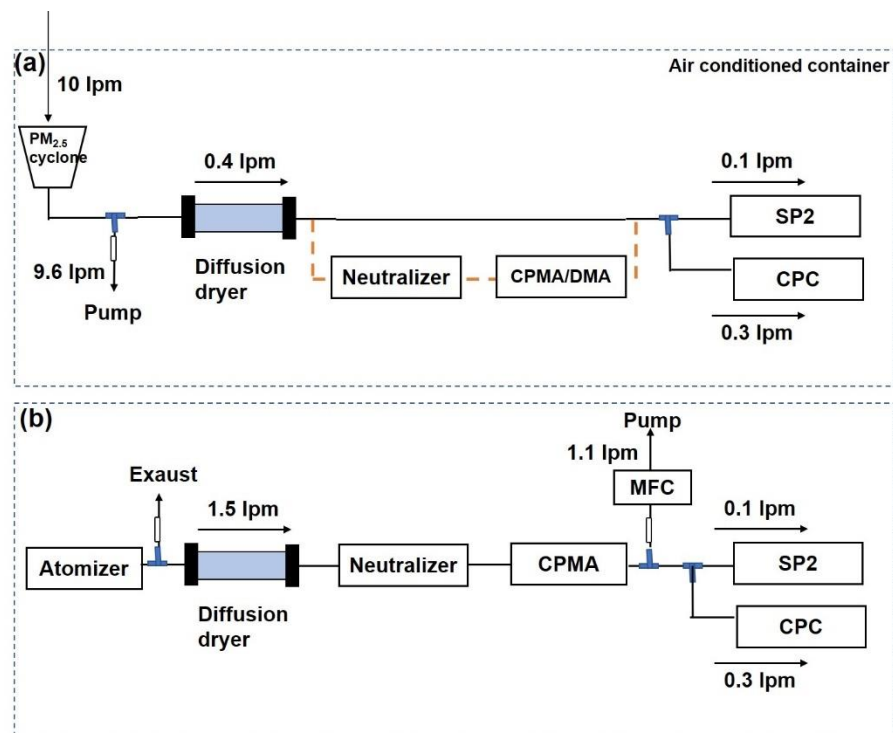 (a)
Air conditioned container
10 lpm
PM2.5
cyclone
0.4 lpm
0.1 lpm
SP2
9.6 lpm
Diffusion
dryer
Neutralizer
CPMA/DMA
CPC
Pump
0.3 lpm
(b)
Pump
1.1 lpm
Exaust
MFC
1.5 lpm
0.1 lpm
Atomizer
Neutralizer
CPMA
SP2
Diffusion
dryer
CPC
0.3 lpm